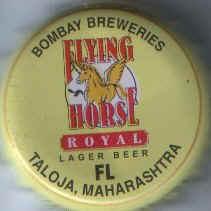 BOMBAY BREWERIES
FLYING
HORSE
ROYAL
LAGER BEER
FL
TALOJA, MAHARASHTRA